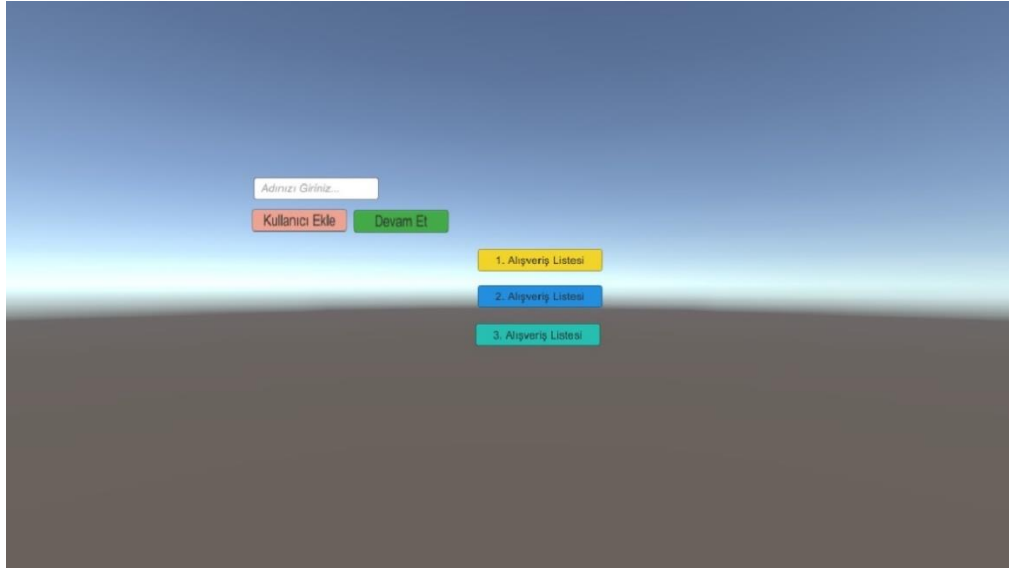 Adınızı Giriniz...
Kullanıcı Ekle
Devam Et
1. Alışveriş Listesi
2. Alışveriş Listesi
3. Alışveriş Listesi